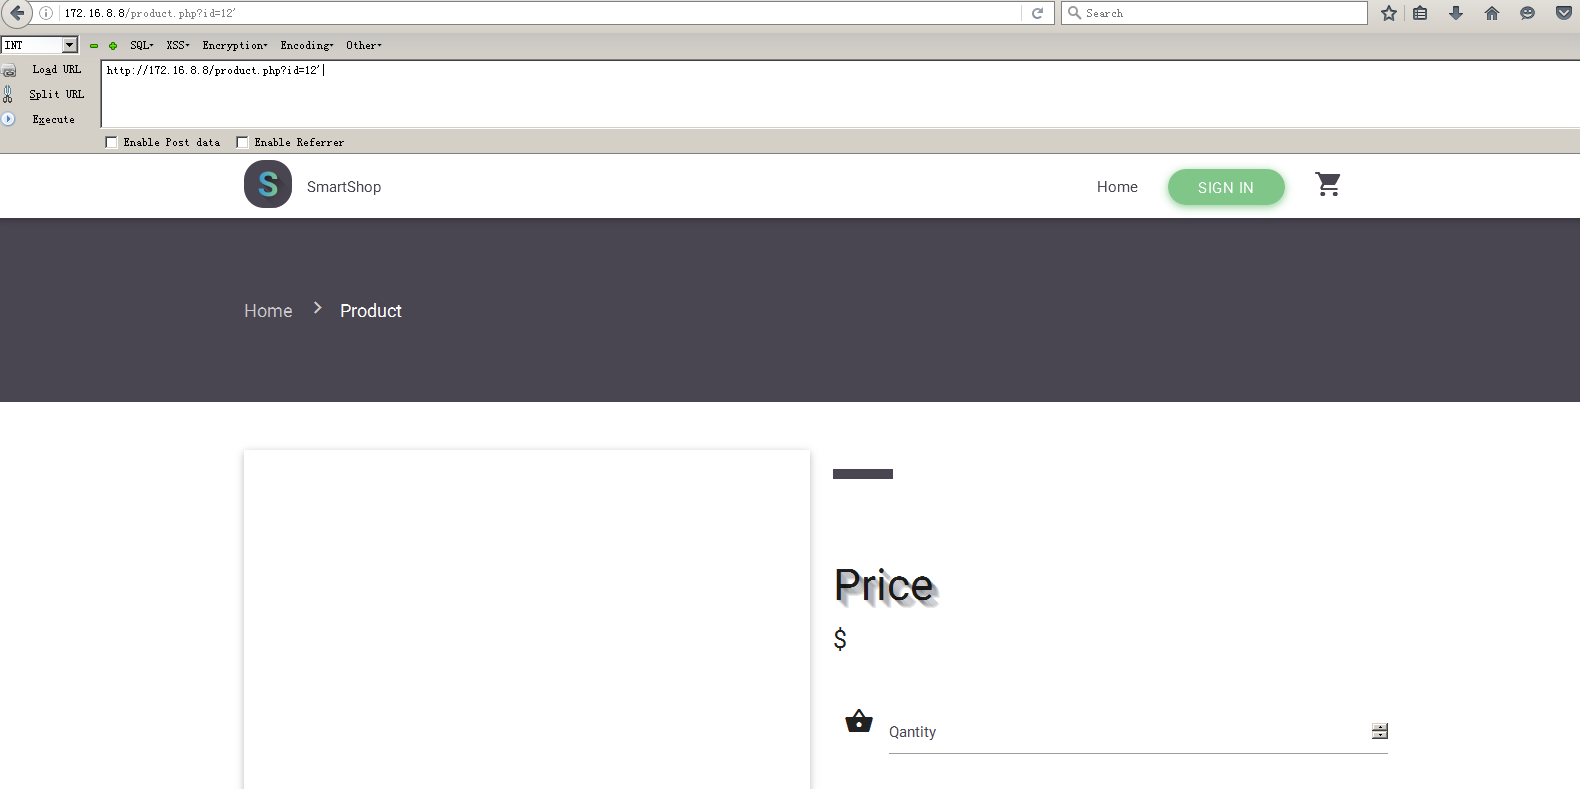 172.16.8.8/product.php?id=12'
Search
INT
SQL
XSS
Encryption
Encoding
Other
Load URL
http://172.16.8.8/product.php?id=12'
Split URL
Execute
Enable Post data
Enable Referrer
S
SmartShop
Home
SIGN IN
Home
Product
Price
$
Qantity